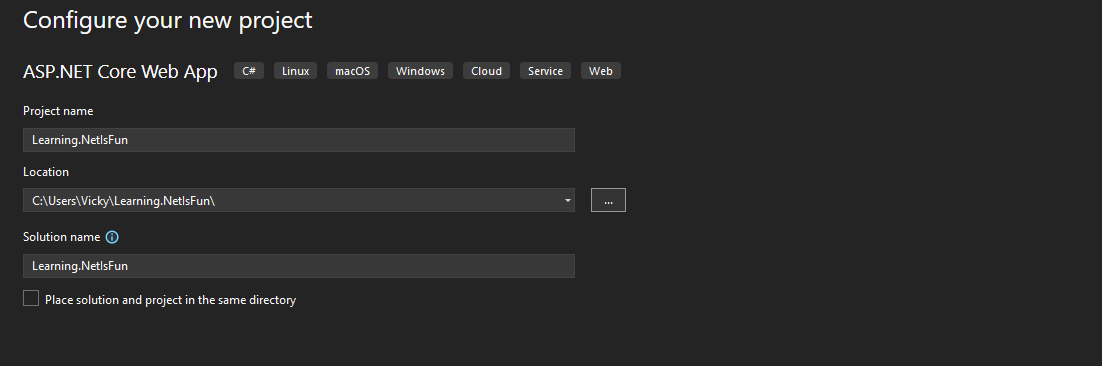 Configure your new project
ASP.NET Core Web App C# Linux macOS Windows Cloud Service Web
Project name
Learning.NetIsFun
Location
C:\Users\Vicky\Learning.NetIsFun\
...
Solution name
Learning.NetIsFun
Place solution and project in the same directory